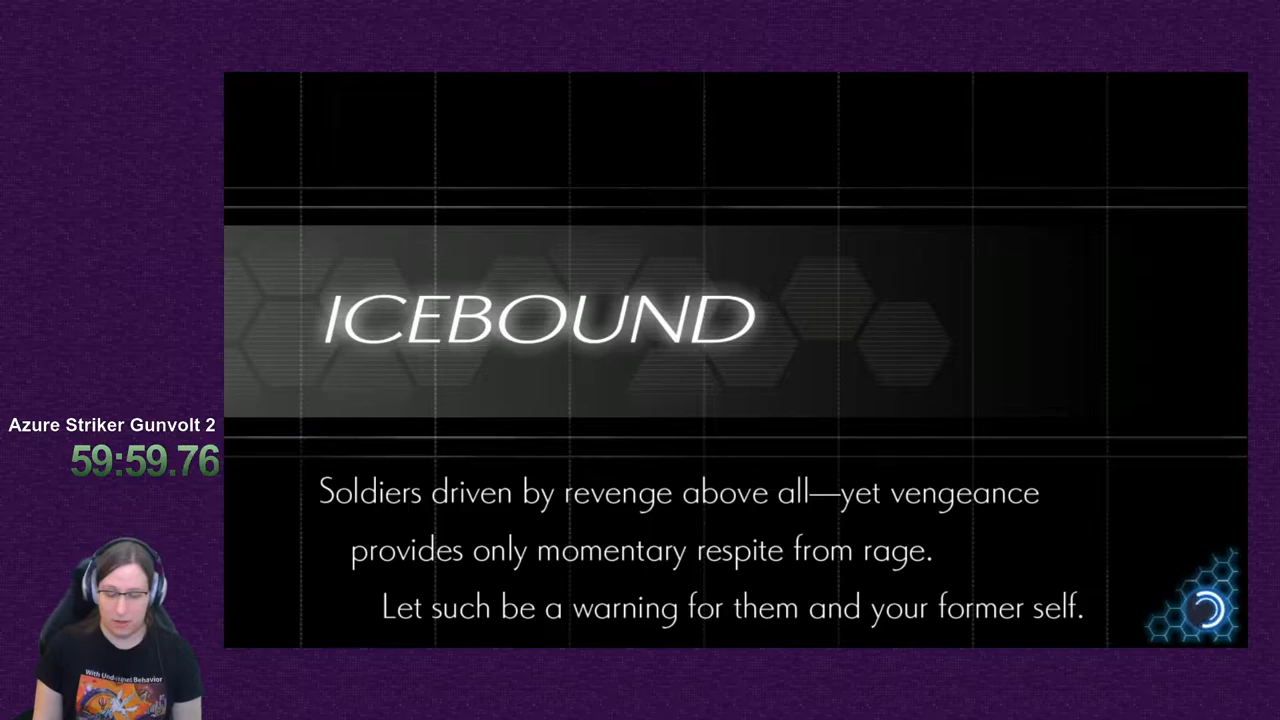 ICEBOUND
Azure Striker Gunvolt 2
59:59.76
Soldiers driven by revenge above all—yet vengeance
provides only momentary respite from rage.
Let such be a warning for them and your former self.